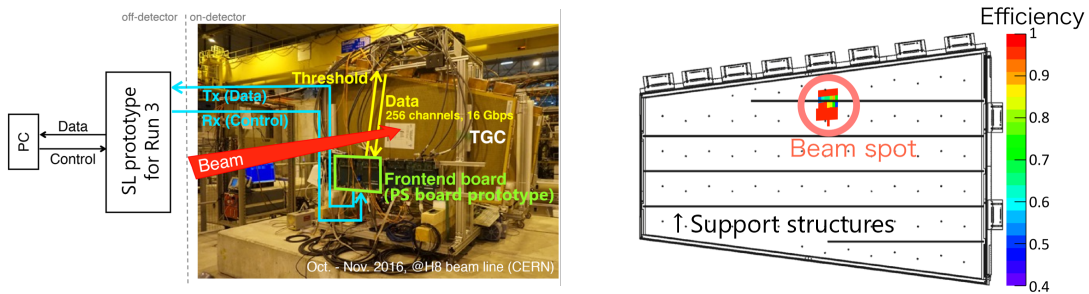 off-detector
on-detector
PC
Data
Control
SL prototype
for Run 3
Tx (Data)
Rx (Control)
Threshold
Data
256 channels, 16 Gbps
TGC
Beam
Frontend board
(PS board prototype)
Oct. - Nov. 2016, @H8 beam line (CERN)
Efficiency
1
0.9
0.8
0.7
0.6
0.5
0.4
Beam spot
↑ Support structures